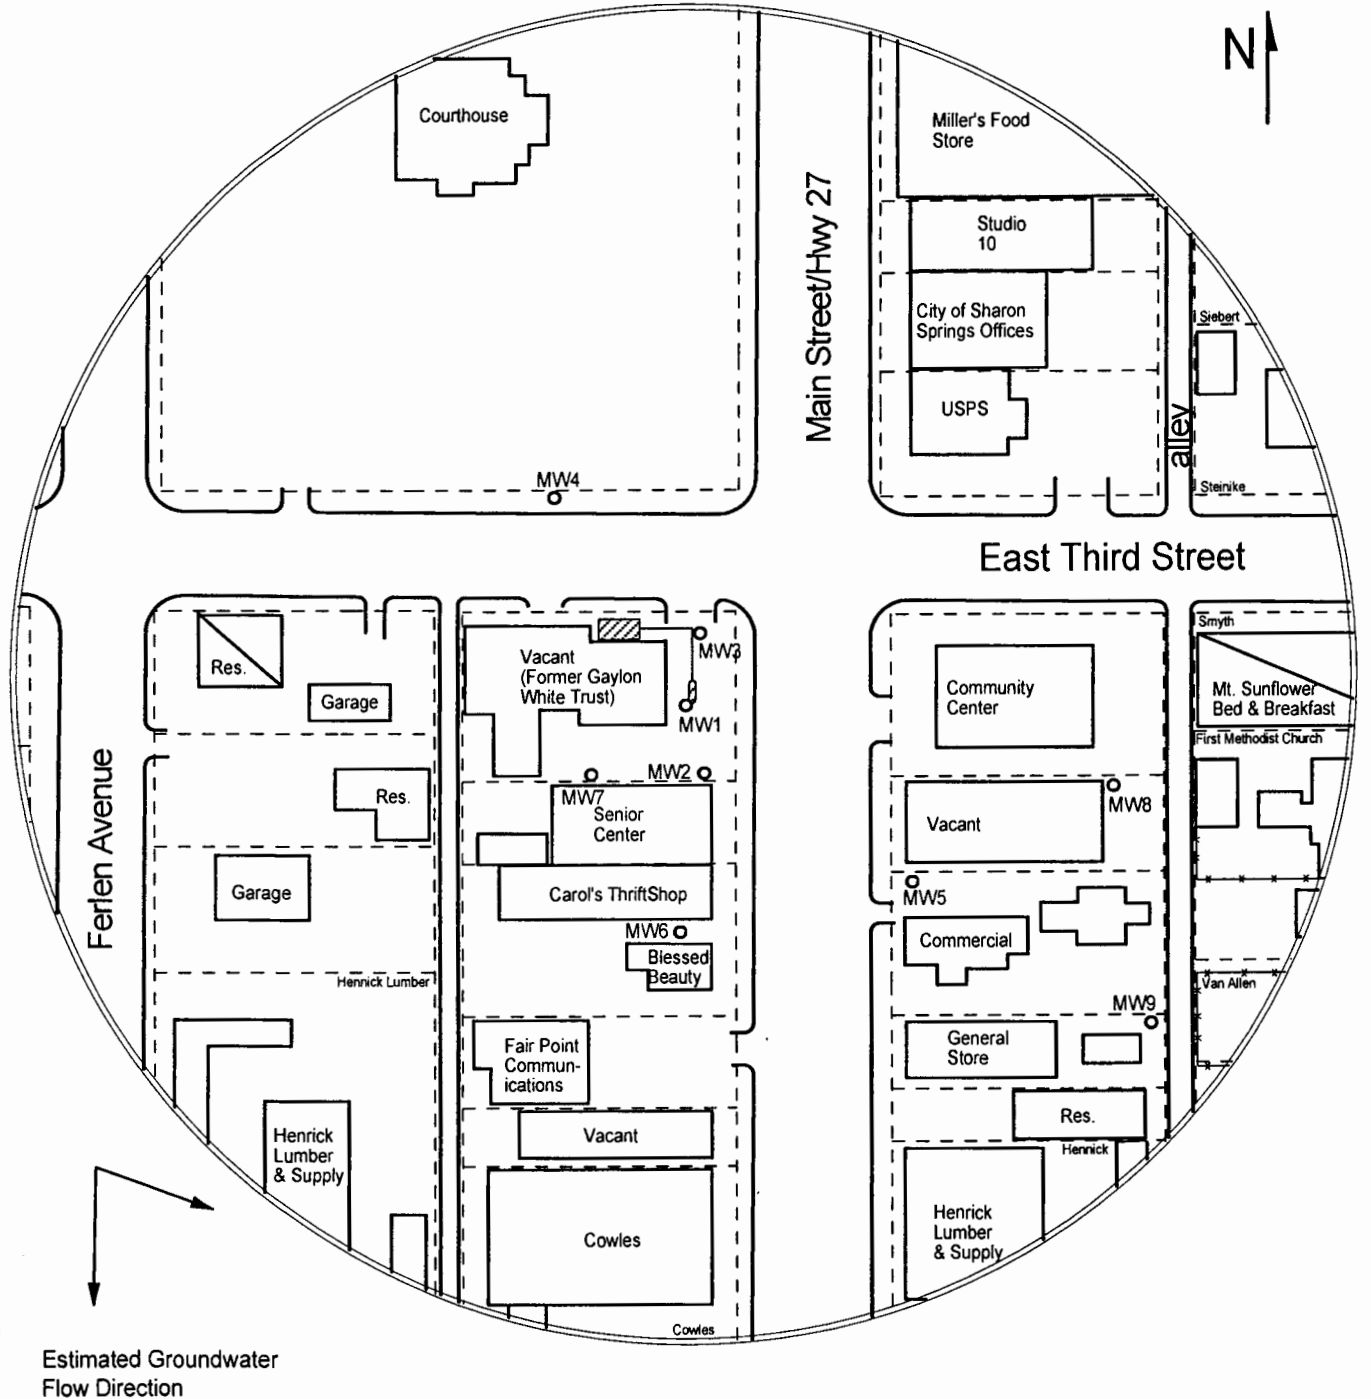 N
Courthouse
Miller's Food
Store
Main Street/Hwy 27
Studio
10
City of Sharon
Springs Offices
Siebert
USPS
alley
MW4
Steinike
East Third Street
Smyth
Res.
Vacant
(Former Gaylon
White Trust)
MW3
Garage
MW1
Community
Center
Mt. Sunflower
Bed & Breakfast
First Methodist Church
Ferlen Avenue
MW2
Res.
MW7
MW8
Senior
Center
Vacant
Garage
Carol's ThriftShop
MW5
MW6
Commercial
Blessed
Beauty
Hennick Lumber
Van Allen
MW9
Fair Point
Commun-
ications
General
Store
Vacant
Res.
Henrick
Lumber
& Supply
Hennick
Cowles
Henrick
Lumber
& Supply
Cowles
Estimated Groundwater
Flow Direction